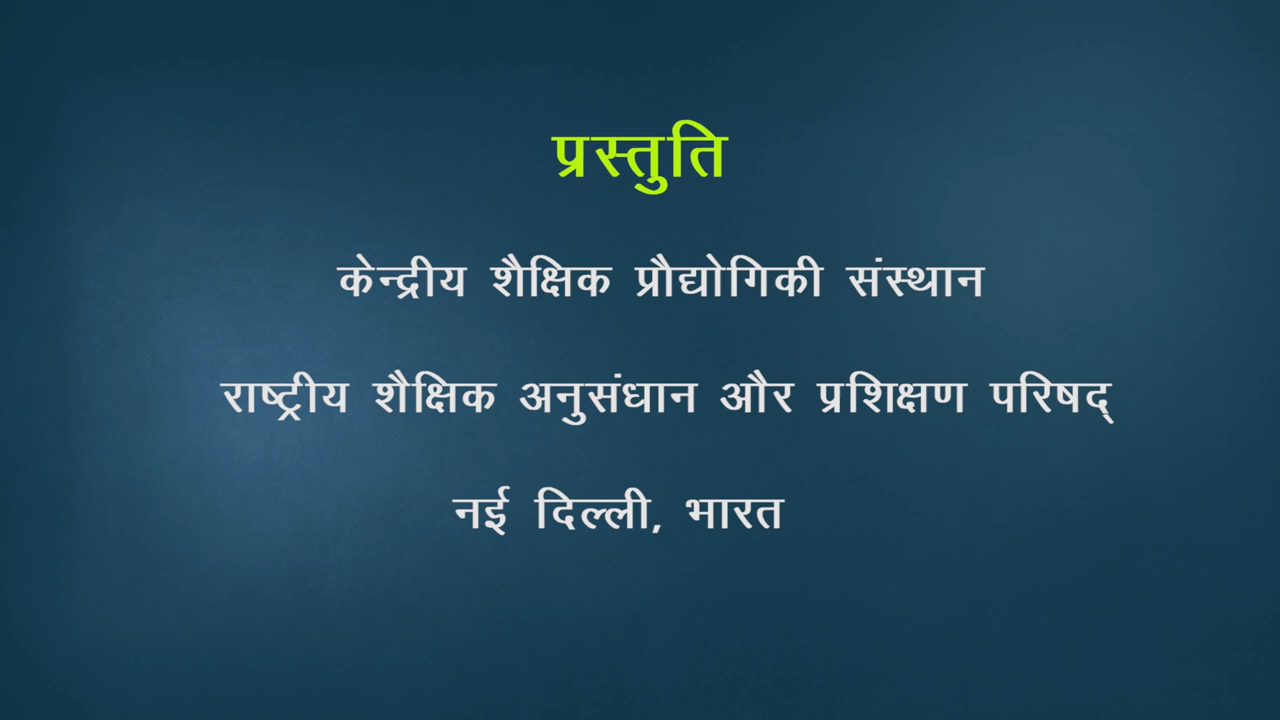 प्रस्तुति
केन्द्रीय शैक्षिक प्रौद्योगिकी संस्थान
राष्ट्रीय शैक्षिक अनुसंधान और प्रशिक्षण परिषद्
नई दिल्ली, भारत